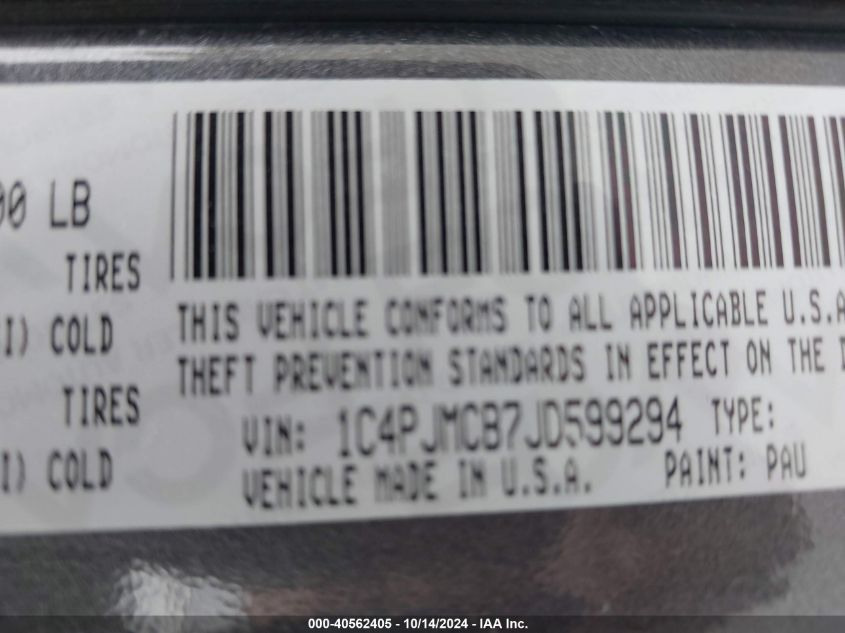 00 LB
TIRES
I) COLD
TIRES
I) COLD
THIS VEHICLE CONFORMS TO ALL APPLICABLE U.S.A
THEFT PREVENTION STANDARDS IN EFFECT ON THE D
VIN: 1C4PJMCB7JD599294 TYPE:
VEHICLE MADE IN U.S.A. PAINT: PAU
000-40562405 - 10/14/2024 - IAA Inc.